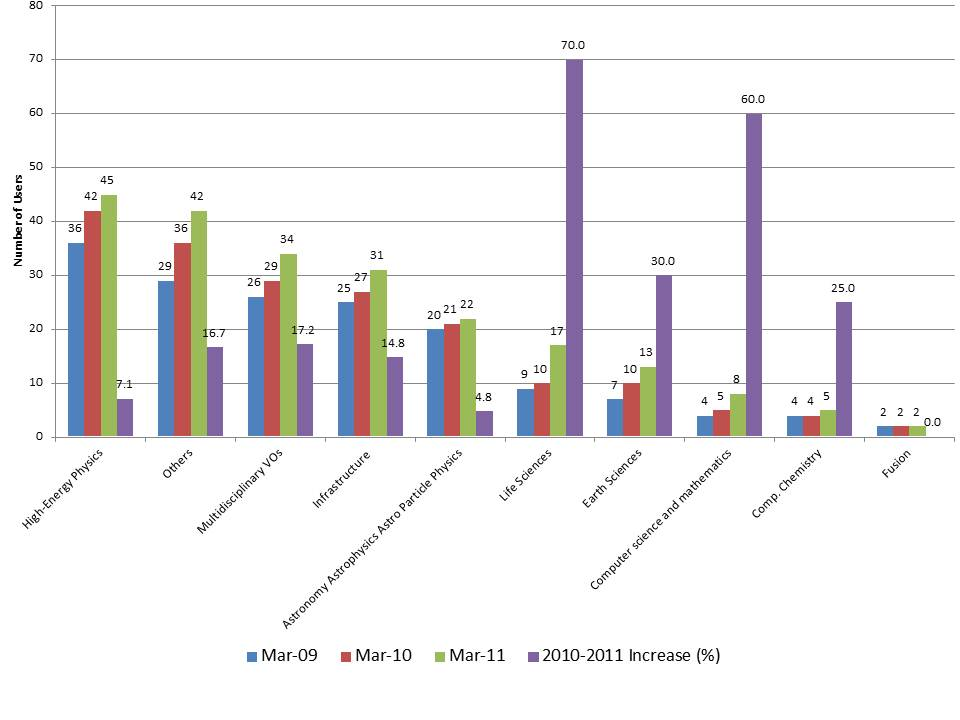 80
70
60
50
40
30
20
10
0
Number of Users
36 42 45 7.1
29 36 42 16.7
26 29 34 17.2
25 27 31 14.8
20 21 22 4.8
9 10 17 70.0
7 10 13 30.0
4 5 8 60.0
4 4 5 25.0
2 2 2 0.0
High-Energy Physics
Others
Multidisciplinary VOs
Infrastructure
Astronomy Astrophysics Astro Particle Physics
Life Sciences
Earth Sciences
Computer science and mathematics
Comp. Chemistry
Fusion
Mar-09 Mar-10 Mar-11 2010-2011 Increase (%)